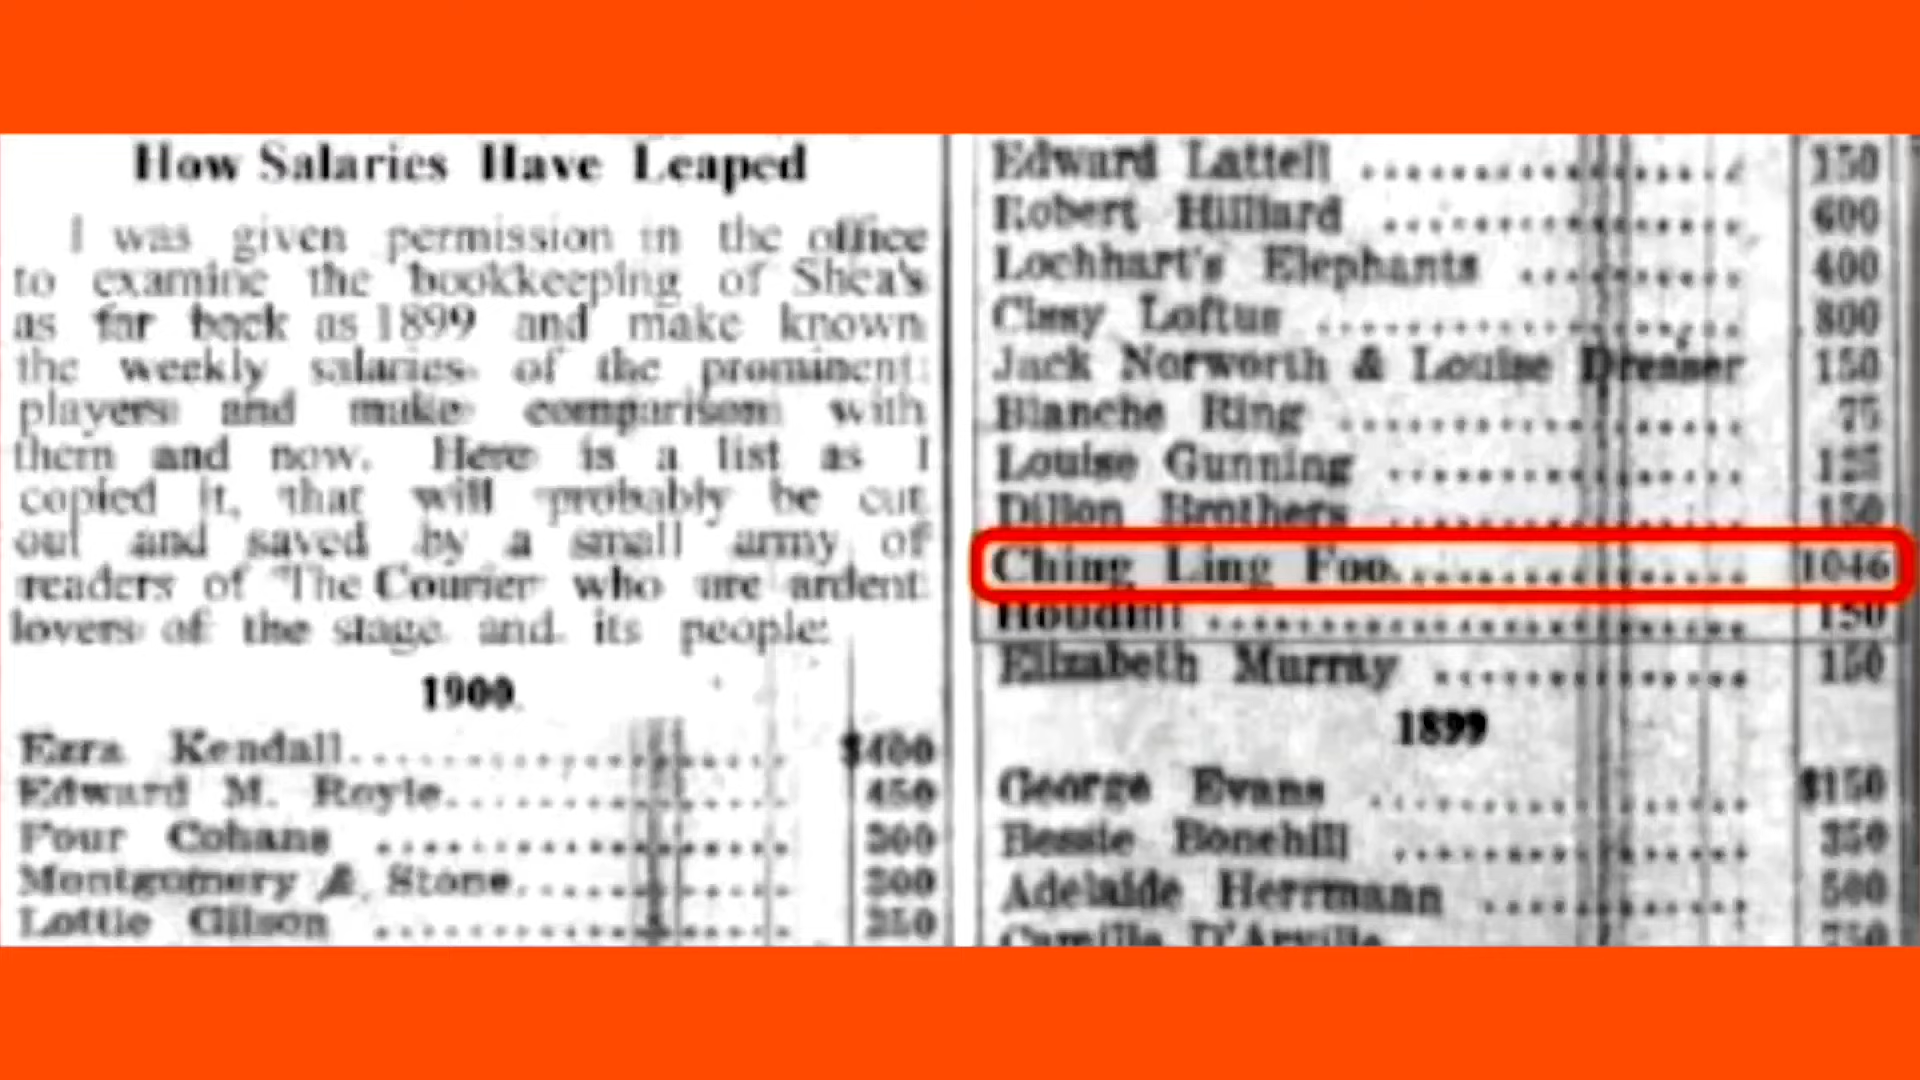 How Salaries Have Leaped
I was given permission in the office
to examine the bookkeeping of Shea's
as far back as 1899 and make known
the weekly salaries of the prominent
players and make comparison with
them and now. Here is a list as I
copied it, that will probably be cut
out and saved by a small army of
readers of The Courier who are ardent
lovers of the stage and its people:
1900.
Ezra Kendall.................... $400
Edward M. Royle.................. 450
Four Cohans .................... 300
Montgomery & Stone............... 300
Lottie Gilson ................... 250
Edward Lattell .................. 150
Robert Hilliard ................. 600
Lochhart's Elephants ............ 400
Cissy Loftus .................... 800
Jack Norworth & Louise Dresser 150
Blanche Ring .................... 75
Louise Gunning .................. 125
Dillon Brothers ................. 150
Ching Ling Foo................... 1046
Houdini ......................... 150
Elizabeth Murray ................ 150
1899
George Evans .................... $150
Bessie Bonehill ................. 350
Adelaide Herrmann ............... 500
Camilla D'Arville................ 750